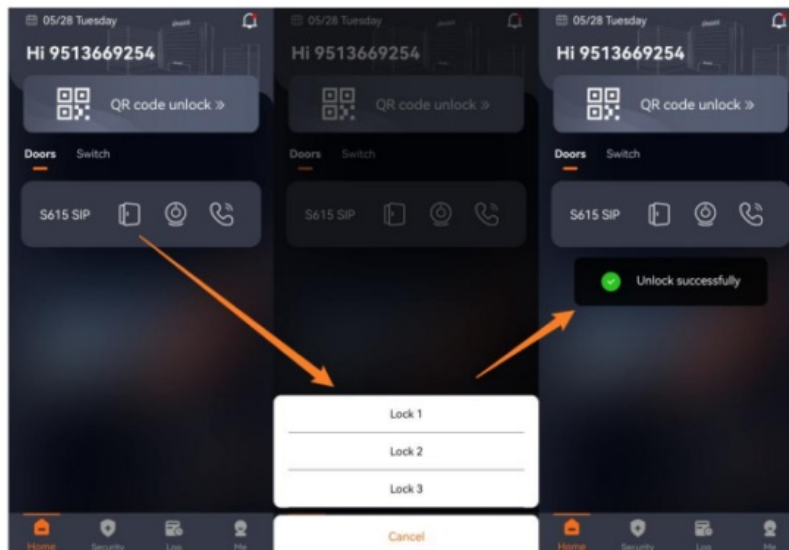 05/28 Tuesday
Hi 9513669254
QR code unlock »
Doors Switch
S615 SIP
Home Security Log Me
05/28 Tuesday
Hi 9513669254
QR code unlock »
Doors Switch
S615 SIP
Lock 1
Lock 2
Lock 3
Cancel
05/28 Tuesday
Hi 9513669254
QR code unlock »
Doors Switch
S615 SIP
Unlock successfully
Home Security Log Me